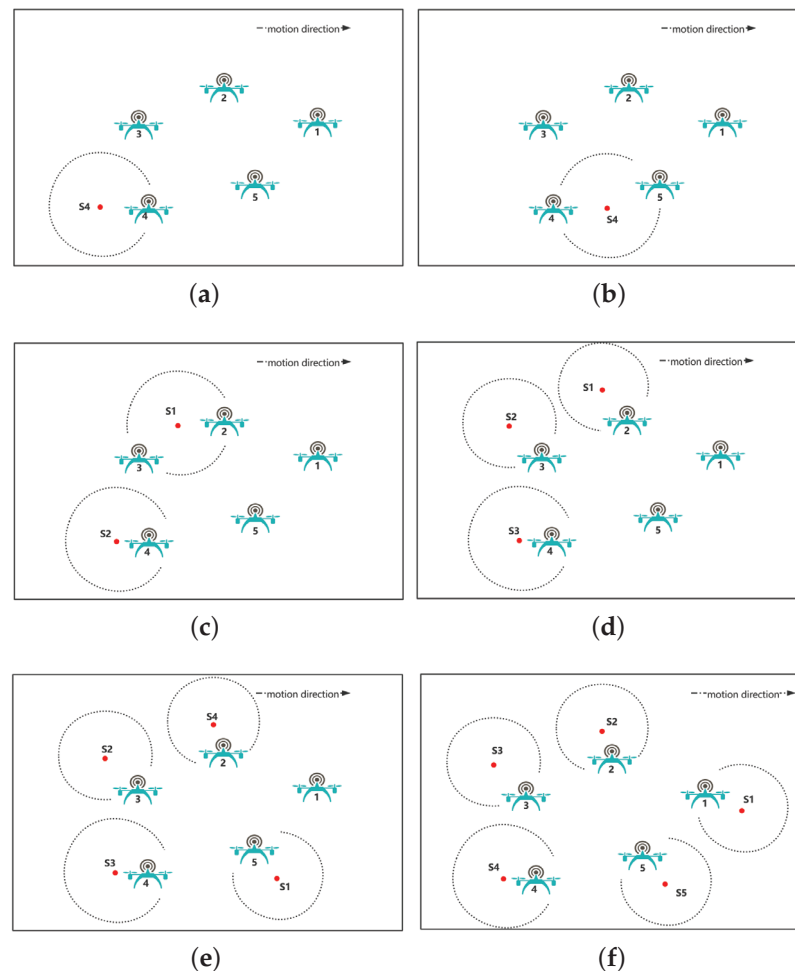 motion direction
motion direction
2
2
3
1
3
1
S4
4
5
4
S4
5
(a)
(b)
motion direction
motion direction
S1
S1
2
S2
2
3
1
3
1
S2
4
5
S3
4
5
(c)
(d)
motion direction
motion direction
S4
S2
S2
2
S3
2
3
1
3
1
S1
S3
4
5
S1
S4
4
5
S5
(e)
(f)